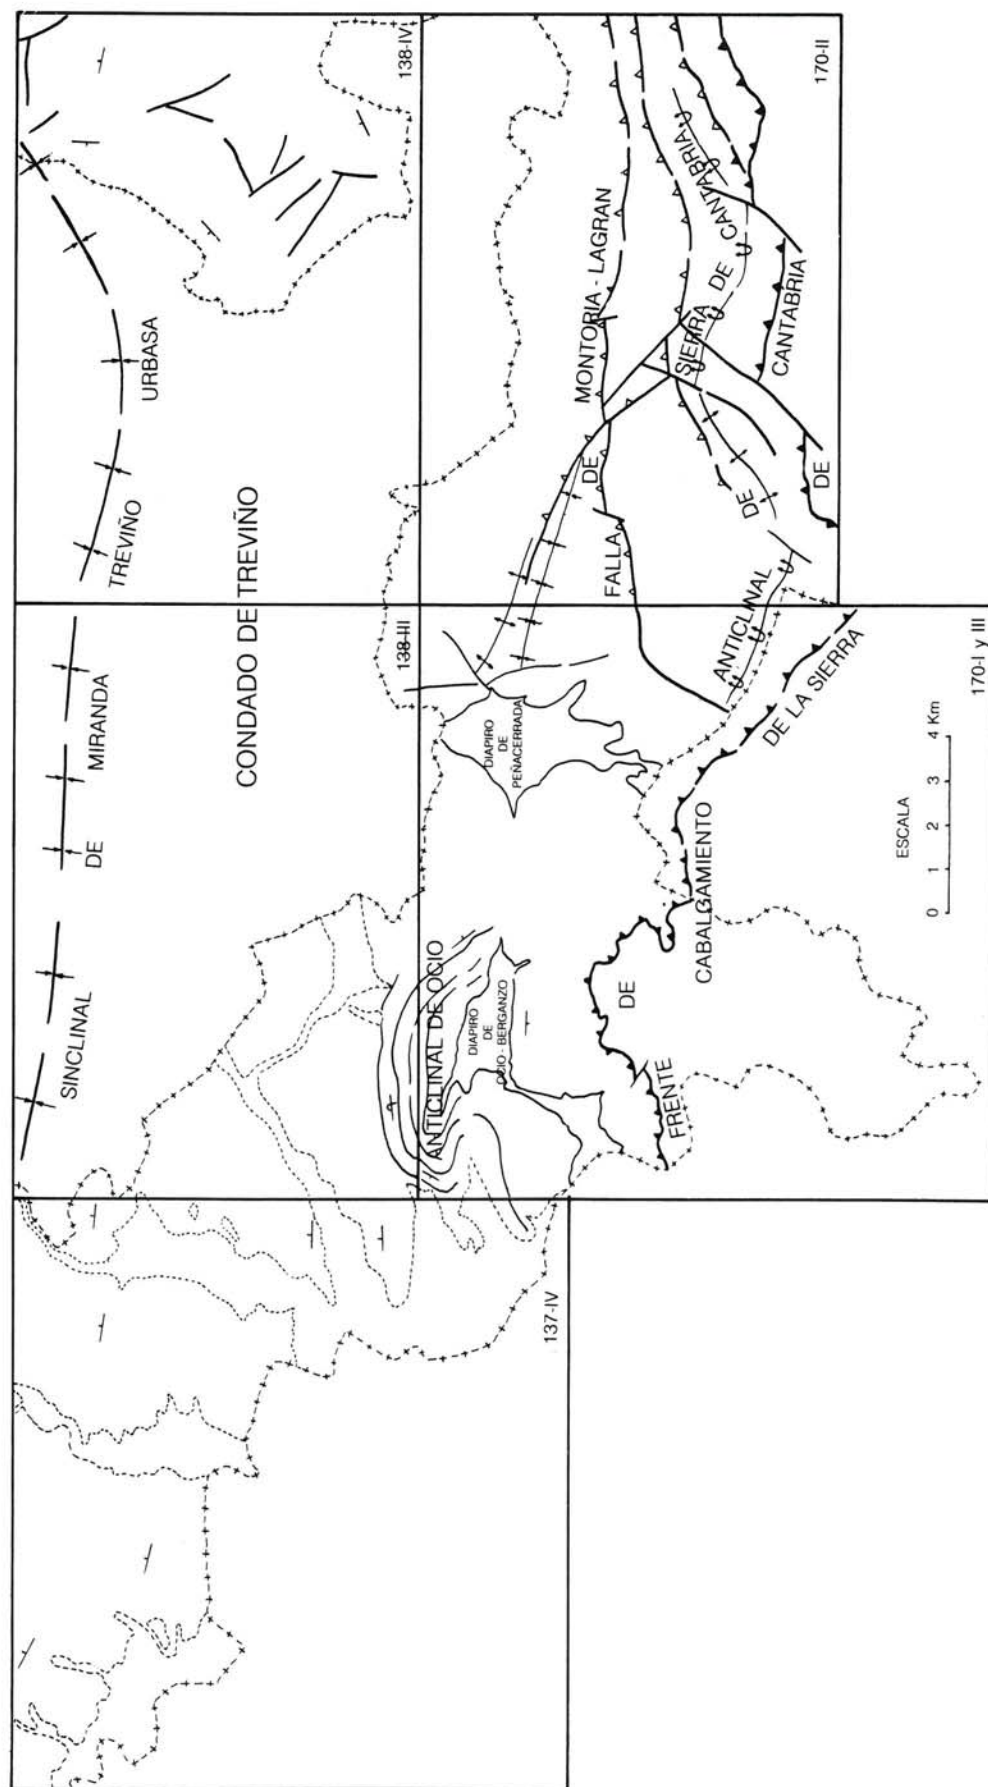 SINCLINAL DE MIRANDA TREVIÑO URBASA
CONDADO DE TREVIÑO
138-III
138-IV
ANTICLINAL DE OCIO
DIAPIRO
DE
OCIO - BERGANZO
DIAPIRO
DE
PEÑACERRADA
FALLA DE MONTORIA - LAGRAN
ANTICLINAL DE SIERRA DE CANTABRIA
FRENTE DE CABALGAMIENTO DE LA SIERRA DE CANTABRIA
137-IV
170-I y III
170-II
ESCALA
0 1 2 3 4 Km